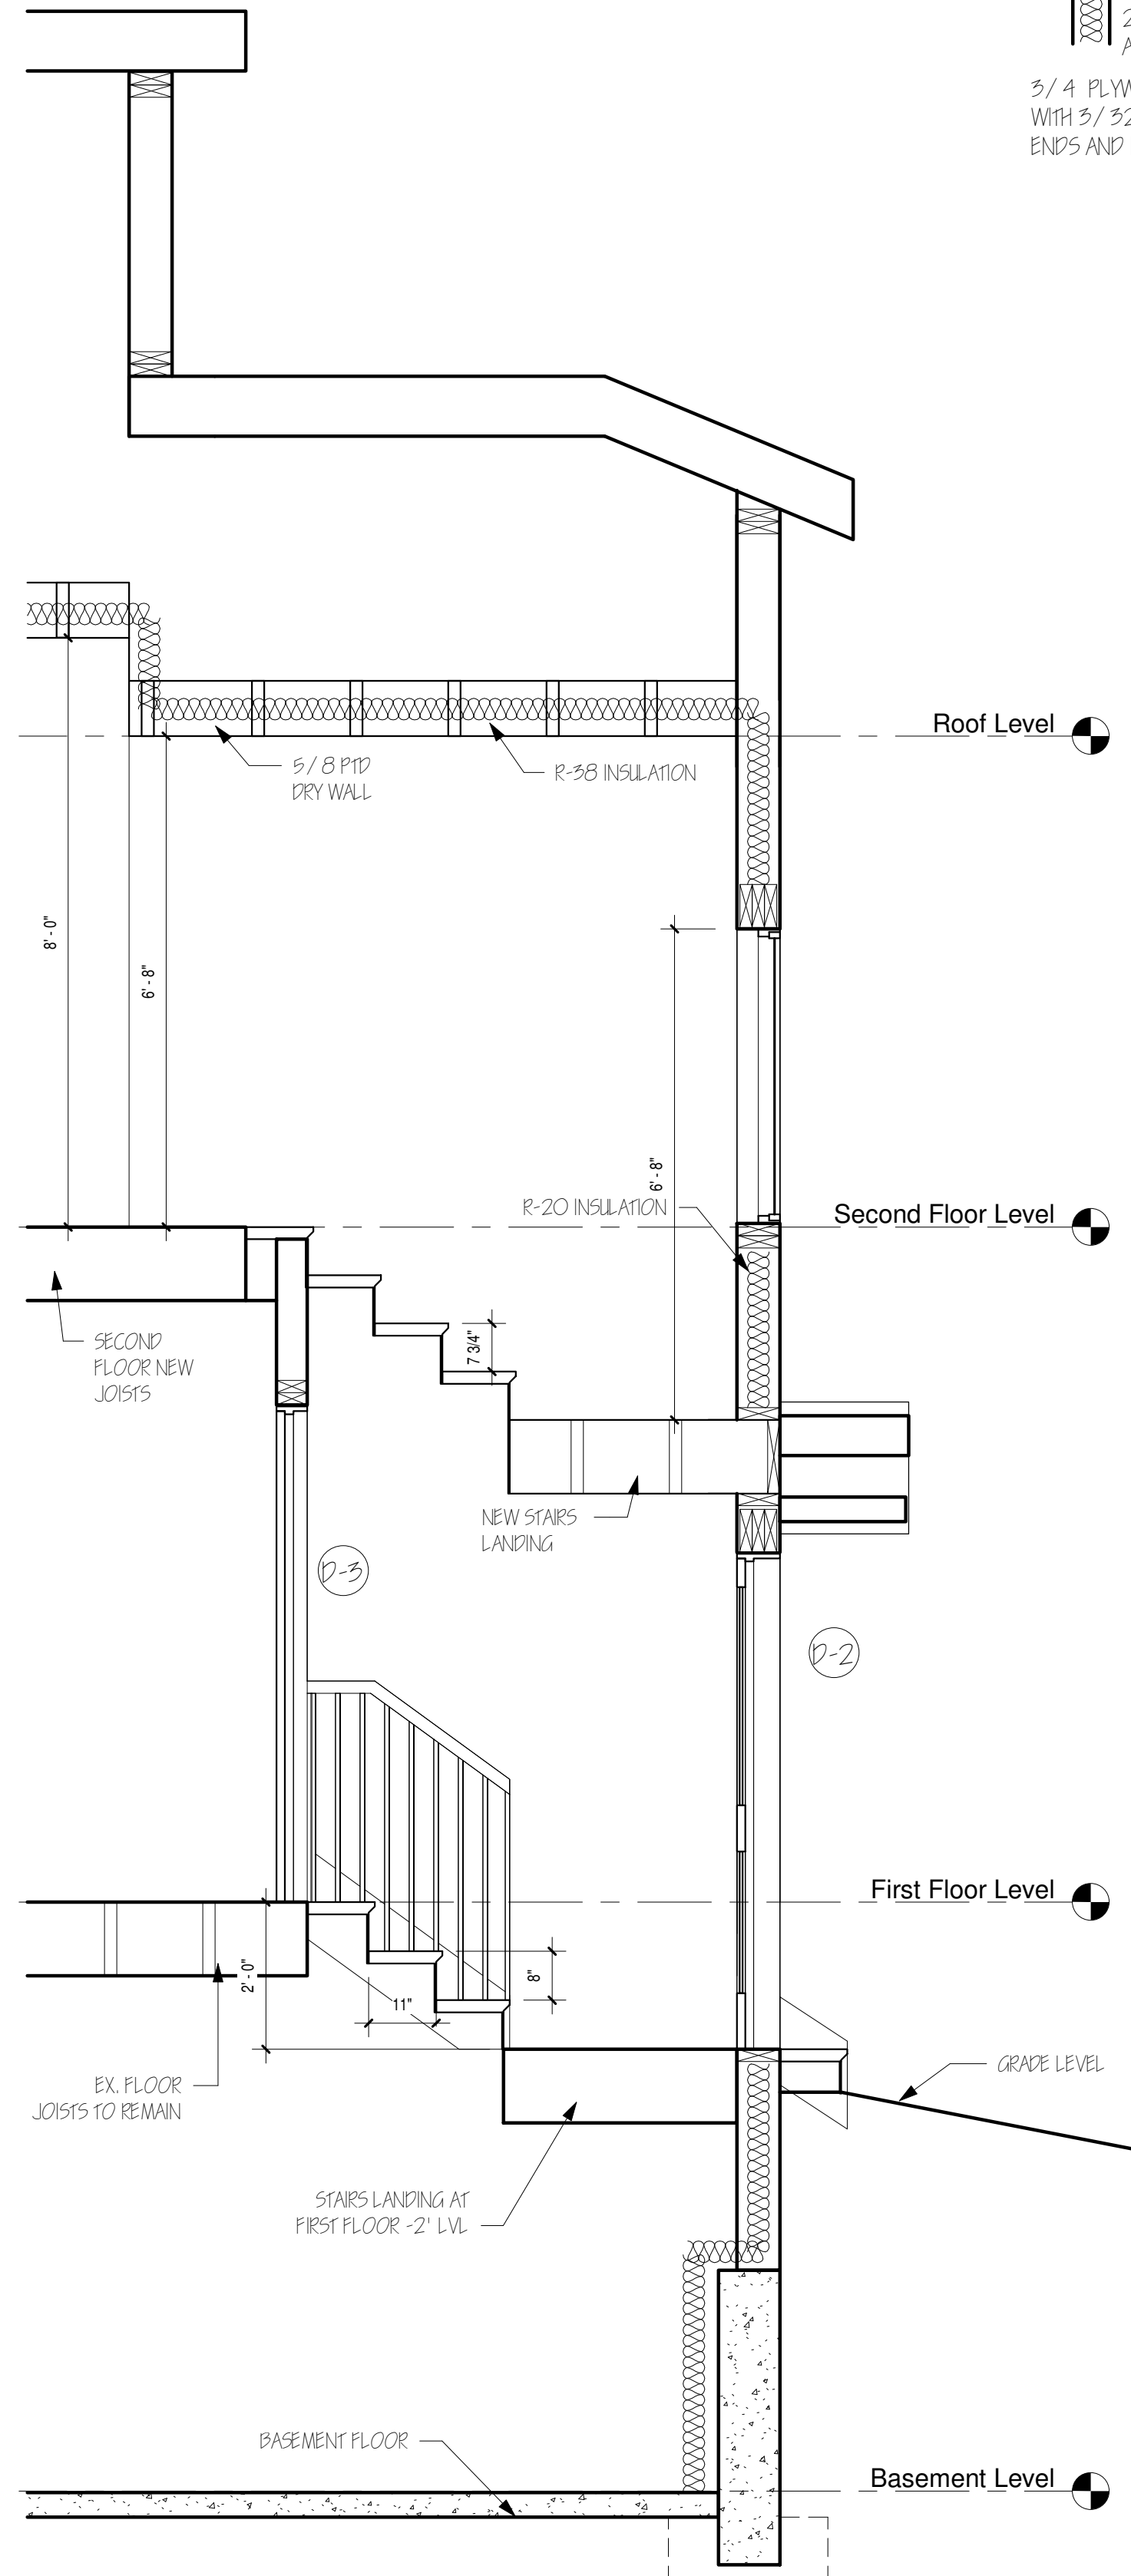 3/4 PLYW
WITH 3/32
ENDS AND
Roof Level
5/8 PTD
DRY WALL
R-38 INSULATION
8' - 0"
6' - 8"
6' - 8"
R-20 INSULATION
Second Floor Level
7 3/4"
SECOND
FLOOR NEW
JOISTS
NEW STAIRS
LANDING
D-3
D-2
First Floor Level
2' - 0"
8"
11"
GRADE LEVEL
EX. FLOOR
JOISTS TO REMAIN
STAIRS LANDING AT
FIRST FLOOR -2' LVL
BASEMENT FLOOR
Basement Level